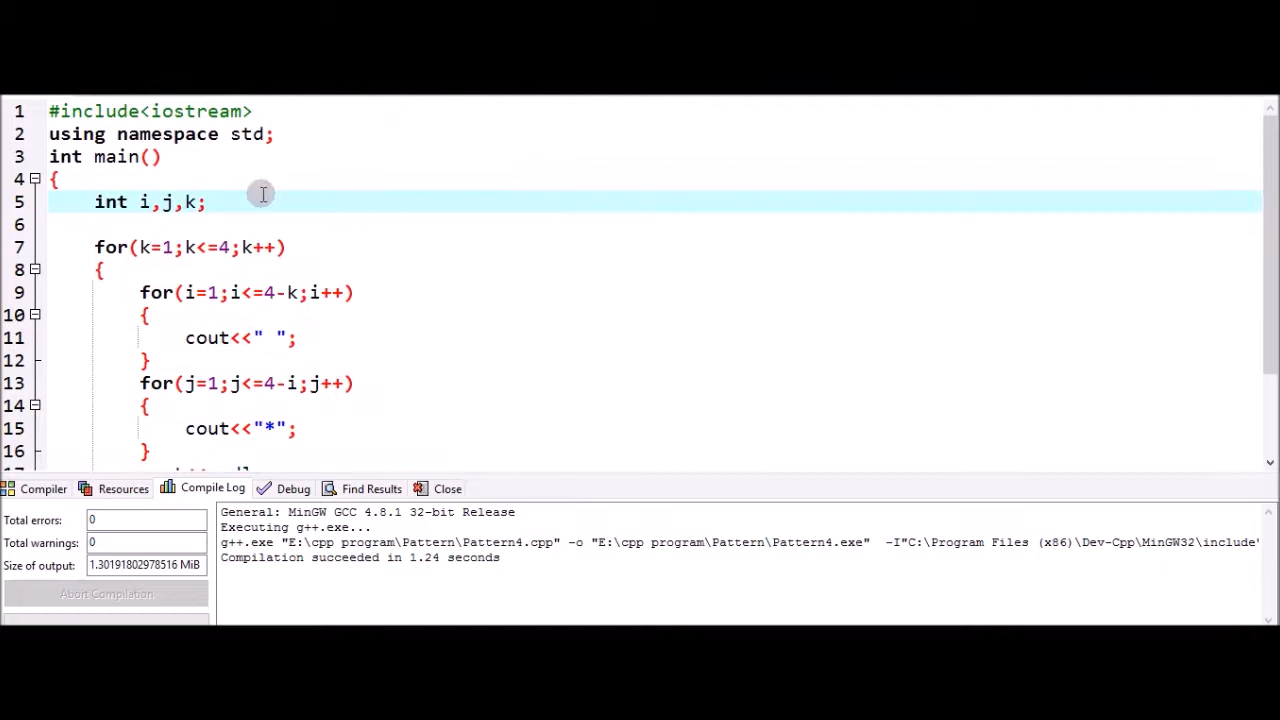 1 #include<iostream>
2 using namespace std;
3 int main()
4 {
5 int i,j,k;
6
7 for(k=1;k<=4;k++)
8 {
9 for(i=1;i<=4-k;i++)
10 {
11 cout<<" ";
12 }
13 for(j=1;j<=4-i;j++)
14 {
15 cout<<"*";
16 }
Compiler Resources Compile Log Debug Find Results Close
Total errors: 0
Total warnings: 0
Size of output: 1.30191802978516 MiB
Abort Compilation
General: MinGW GCC 4.8.1 32-bit Release
Executing g++.exe...
g++.exe "E:\cpp program\Pattern\Pattern4.cpp" -o "E:\cpp program\Pattern\Pattern4.exe" -I"C:\Program Files (x86)\Dev-Cpp\MinGW32\include"
Compilation succeeded in 1.24 seconds